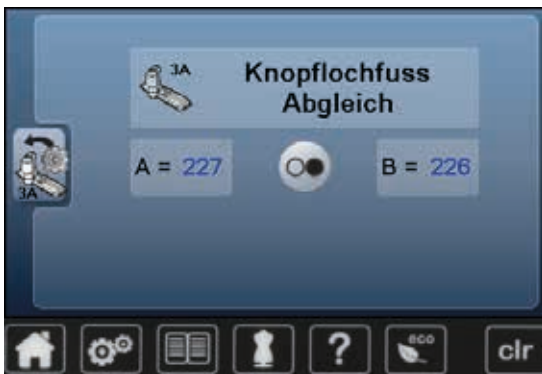 3A
Knopflochfuss
Abgleich
A = 227
B = 226
3A
?
eco
clr